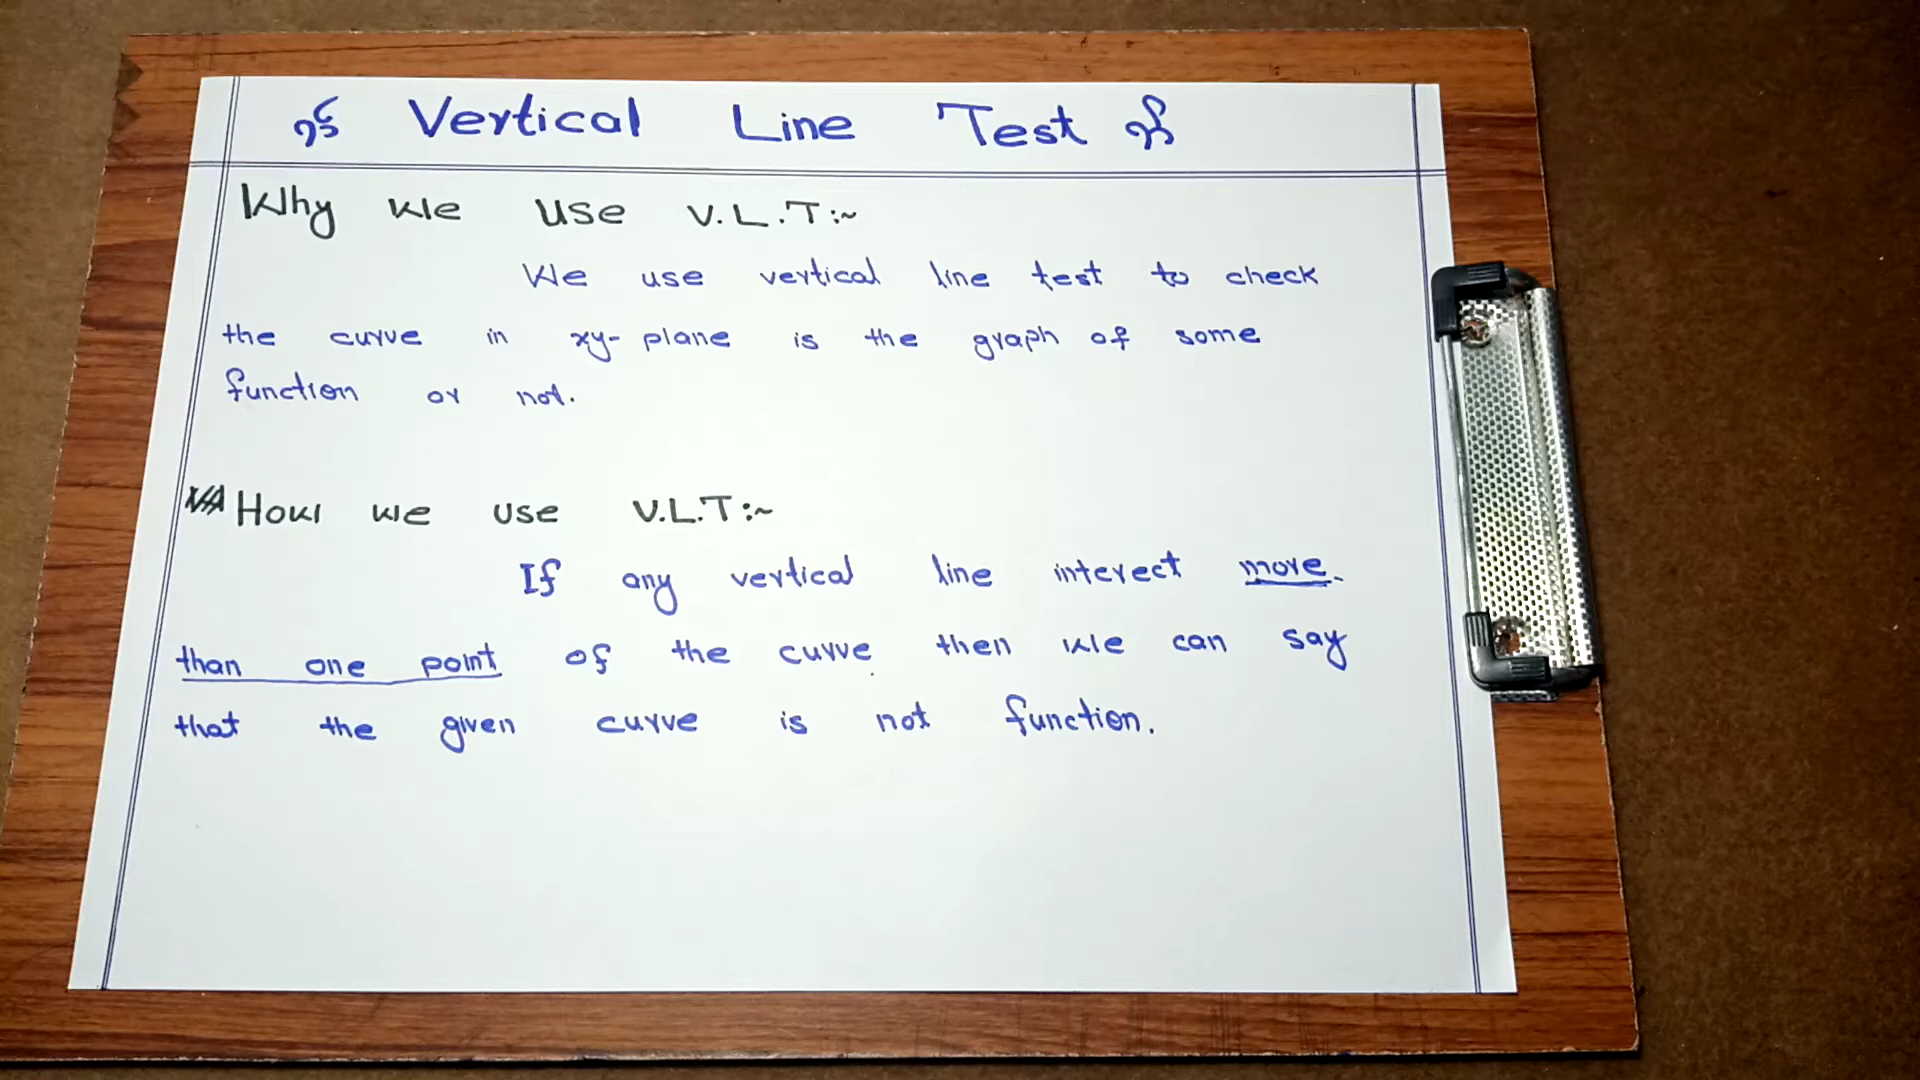 Vertical Line Test
Why we use V.L.T:~
We use vertical line test to check
the curve in xy-plane is the graph of some
function or not.
How we use V.L.T:~
If any vertical line interect more
than one point of the curve then we can say
that the given curve is not function.